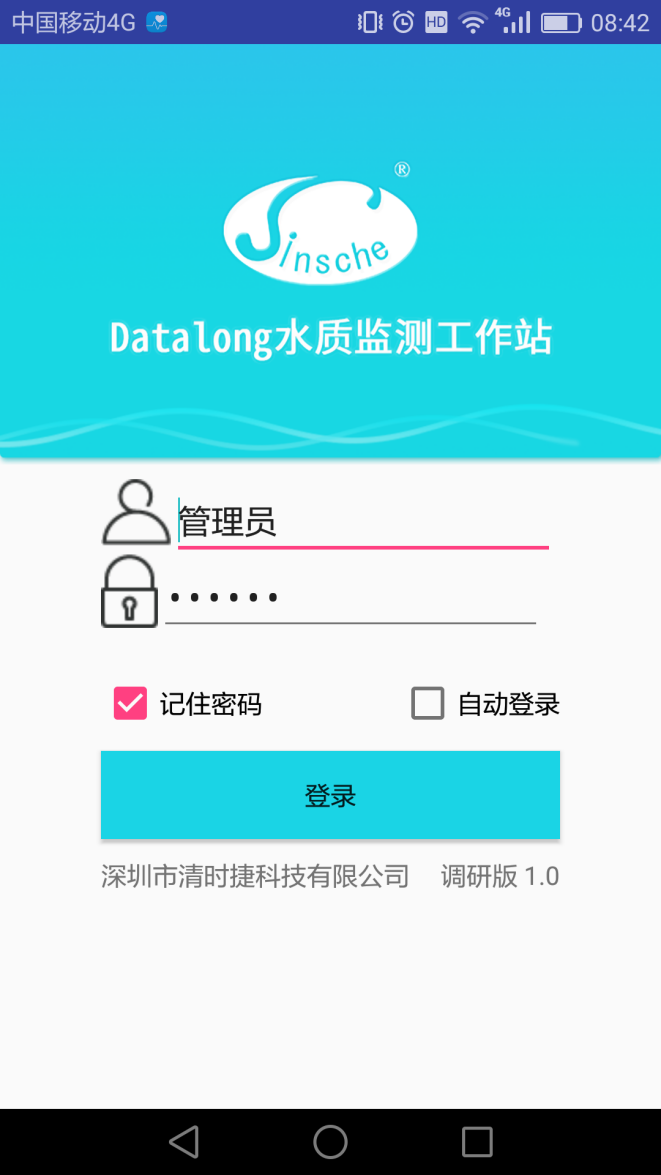 中国移动4G HD 4G 08:42
®
Jinsche
Datalong水质监测工作站
管理员
••••••
记住密码 自动登录
登录
深圳市清时捷科技有限公司 调研版 1.0